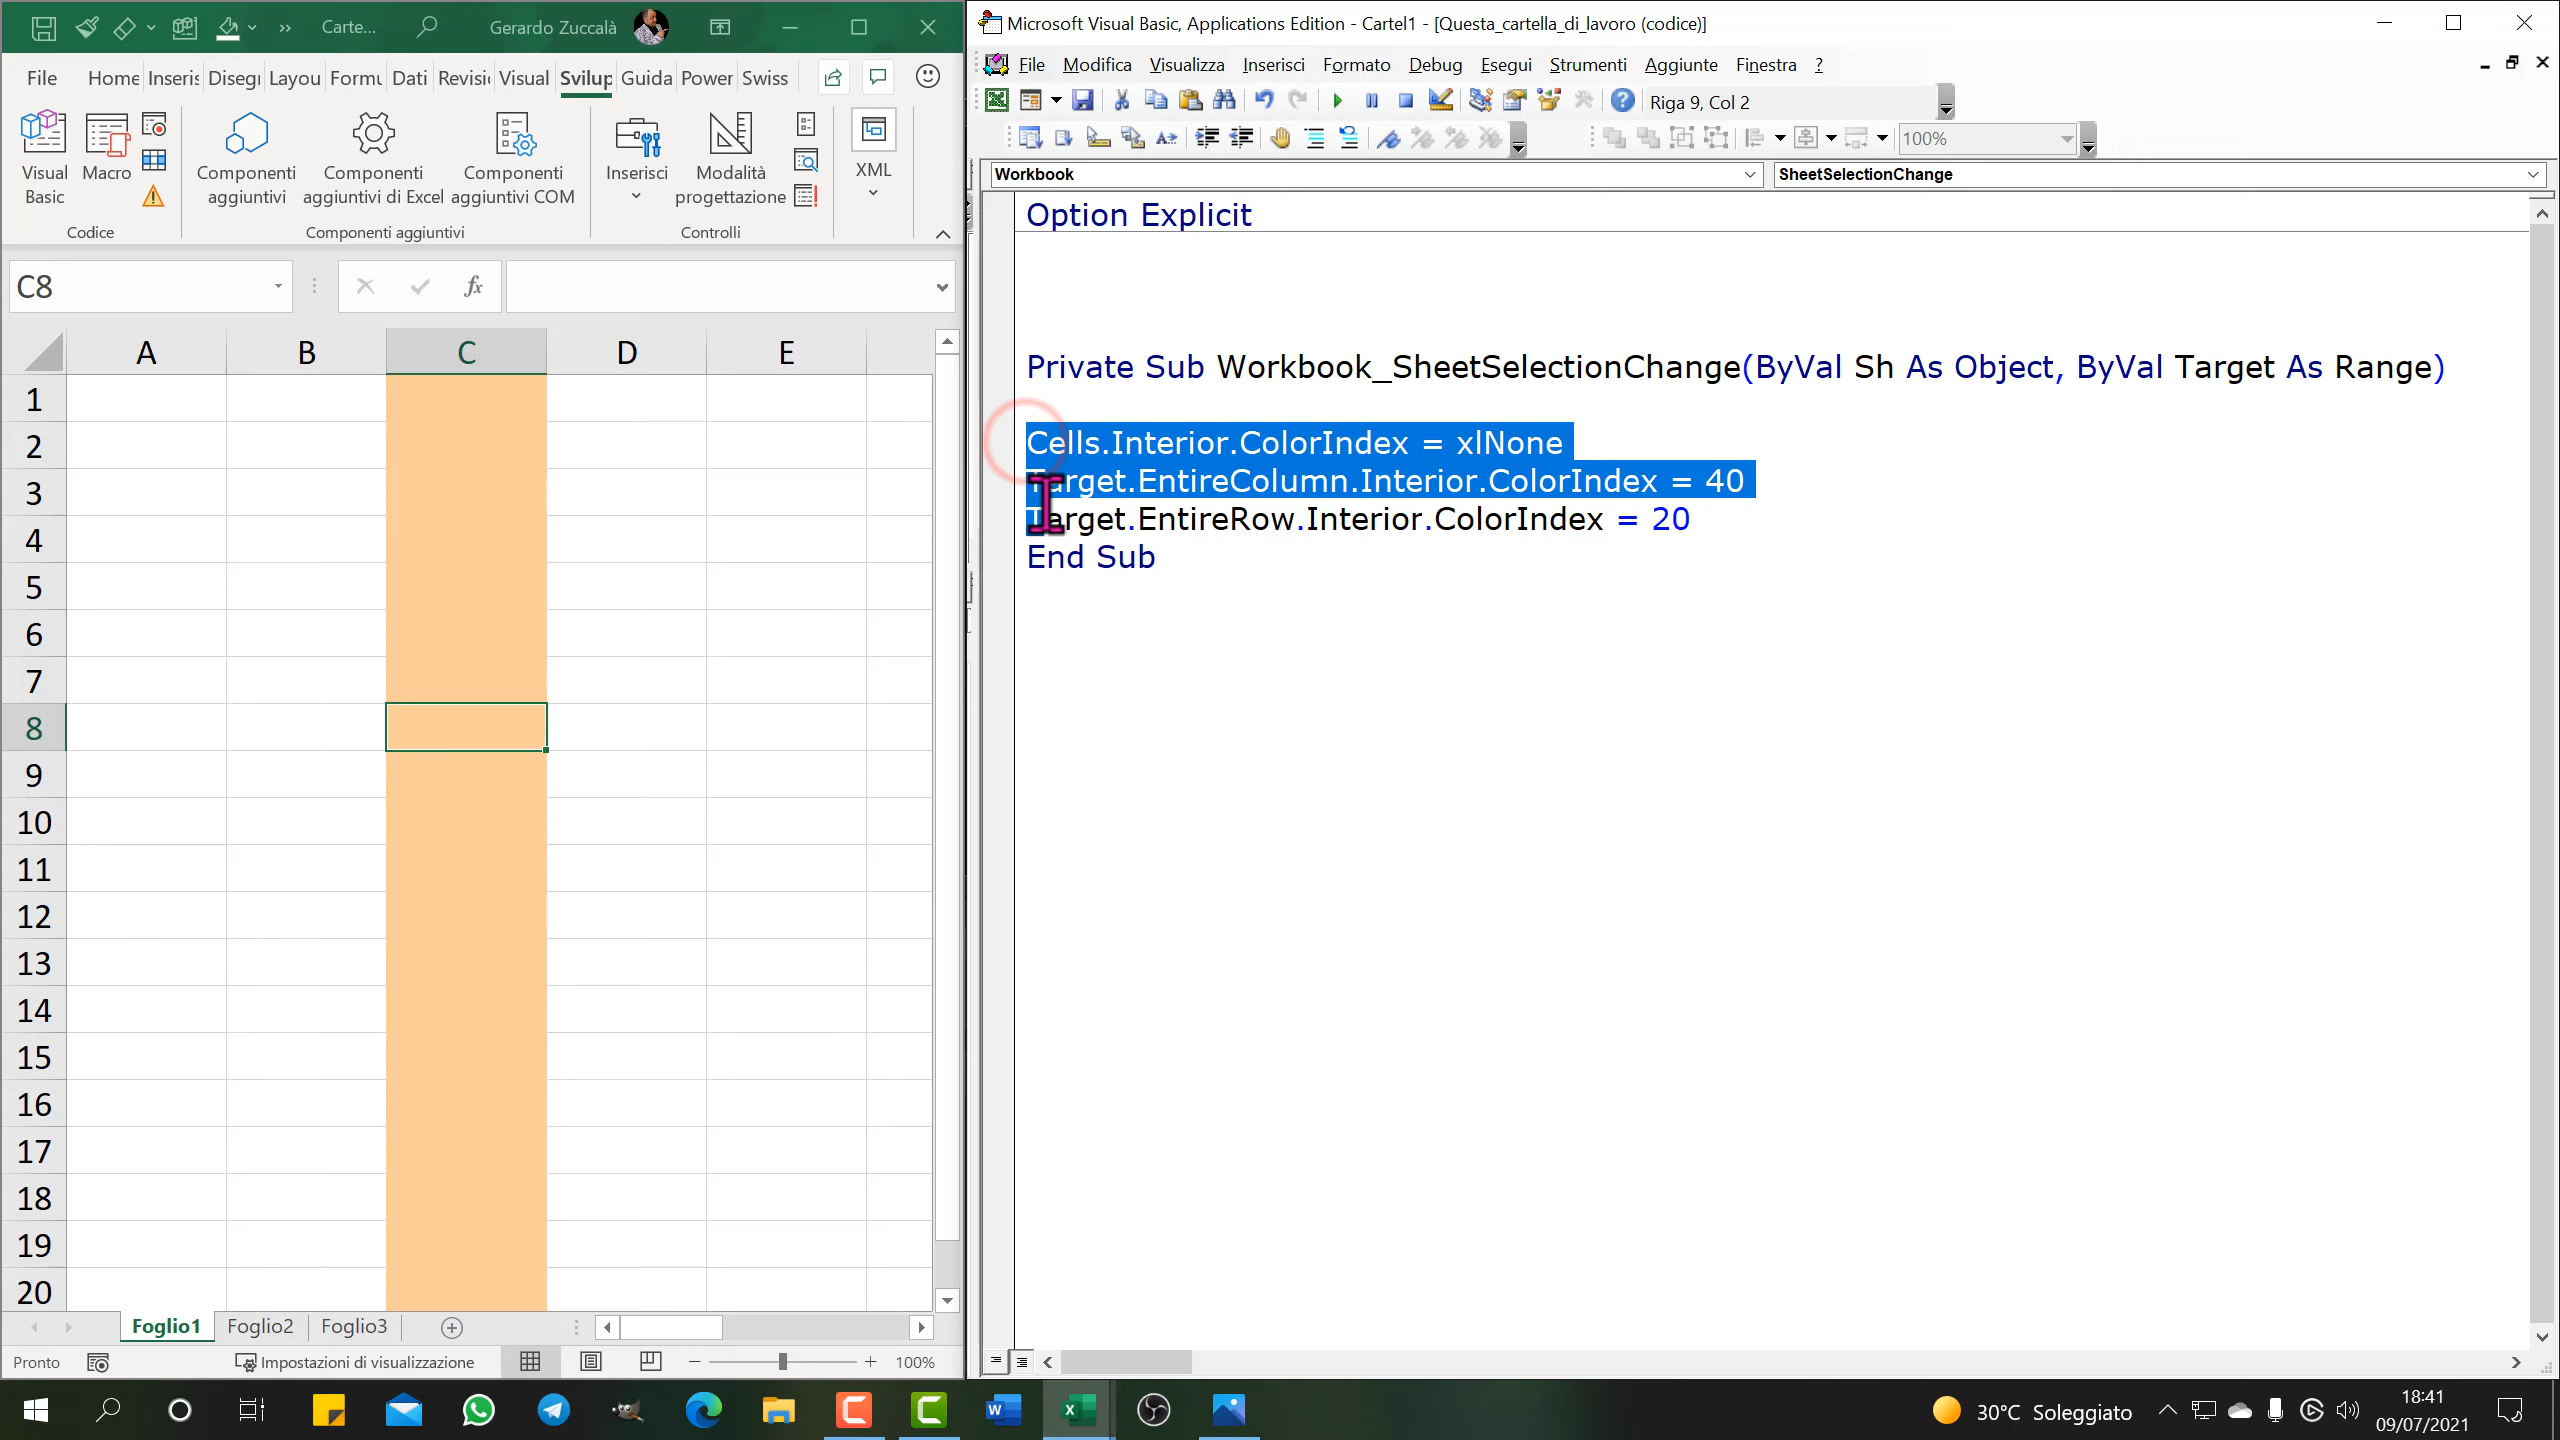 Carte...
Gerardo Zuccalà
File
Home
Inseris
Diseg
Layou
Formu
Dati
Revisi
Visual
Svilup
Guida
Power
Swiss
Visual
Basic
Macro
Codice
Componenti
aggiuntivi
Componenti
aggiuntivi di Excel
Componenti
aggiuntivi COM
Componenti aggiuntivi
Inserisci
Modalità
progettazione
Controlli
XML
C8
fx
A B C D E
1
2
3
4
5
6
7
8
9
10
11
12
13
14
15
16
17
18
19
20
Foglio1 Foglio2 Foglio3
Pronto
Impostazioni di visualizzazione
100%
Microsoft Visual Basic, Applications Edition - Cartel1 - [Questa_cartella_di_lavoro (codice)]
File Modifica Visualizza Inserisci Formato Debug Esegui Strumenti Aggiunte Finestra ?
Riga 9, Col 2
100%
Workbook
SheetSelectionChange
Option Explicit
Private Sub Workbook_SheetSelectionChange(ByVal Sh As Object, ByVal Target As Range)
Cells.Interior.ColorIndex = xlNone
Target.EntireColumn.Interior.ColorIndex = 40
Target.EntireRow.Interior.ColorIndex = 20
End Sub
30°C Soleggiato
18:41
09/07/2021